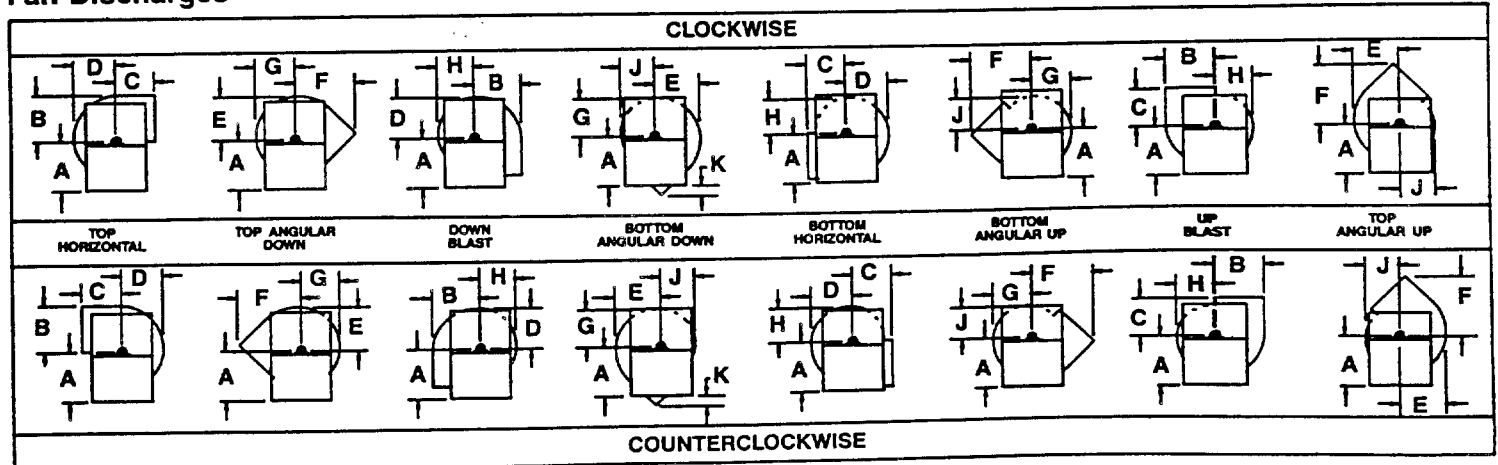 Fan Discharges
CLOCKWISE
D C B A
G F E A
H B D A
J E G A K
C D H A
F G J A
B H C A
E F A J
TOP HORIZONTAL
TOP ANGULAR DOWN
DOWN BLAST
BOTTOM ANGULAR DOWN
BOTTOM HORIZONTAL
BOTTOM ANGULAR UP
UP BLAST
TOP ANGULAR UP
C D B A
F G E A
B H D A
E J G A K
D C H A
G F J A
H B C A
J F A E
COUNTERCLOCKWISE